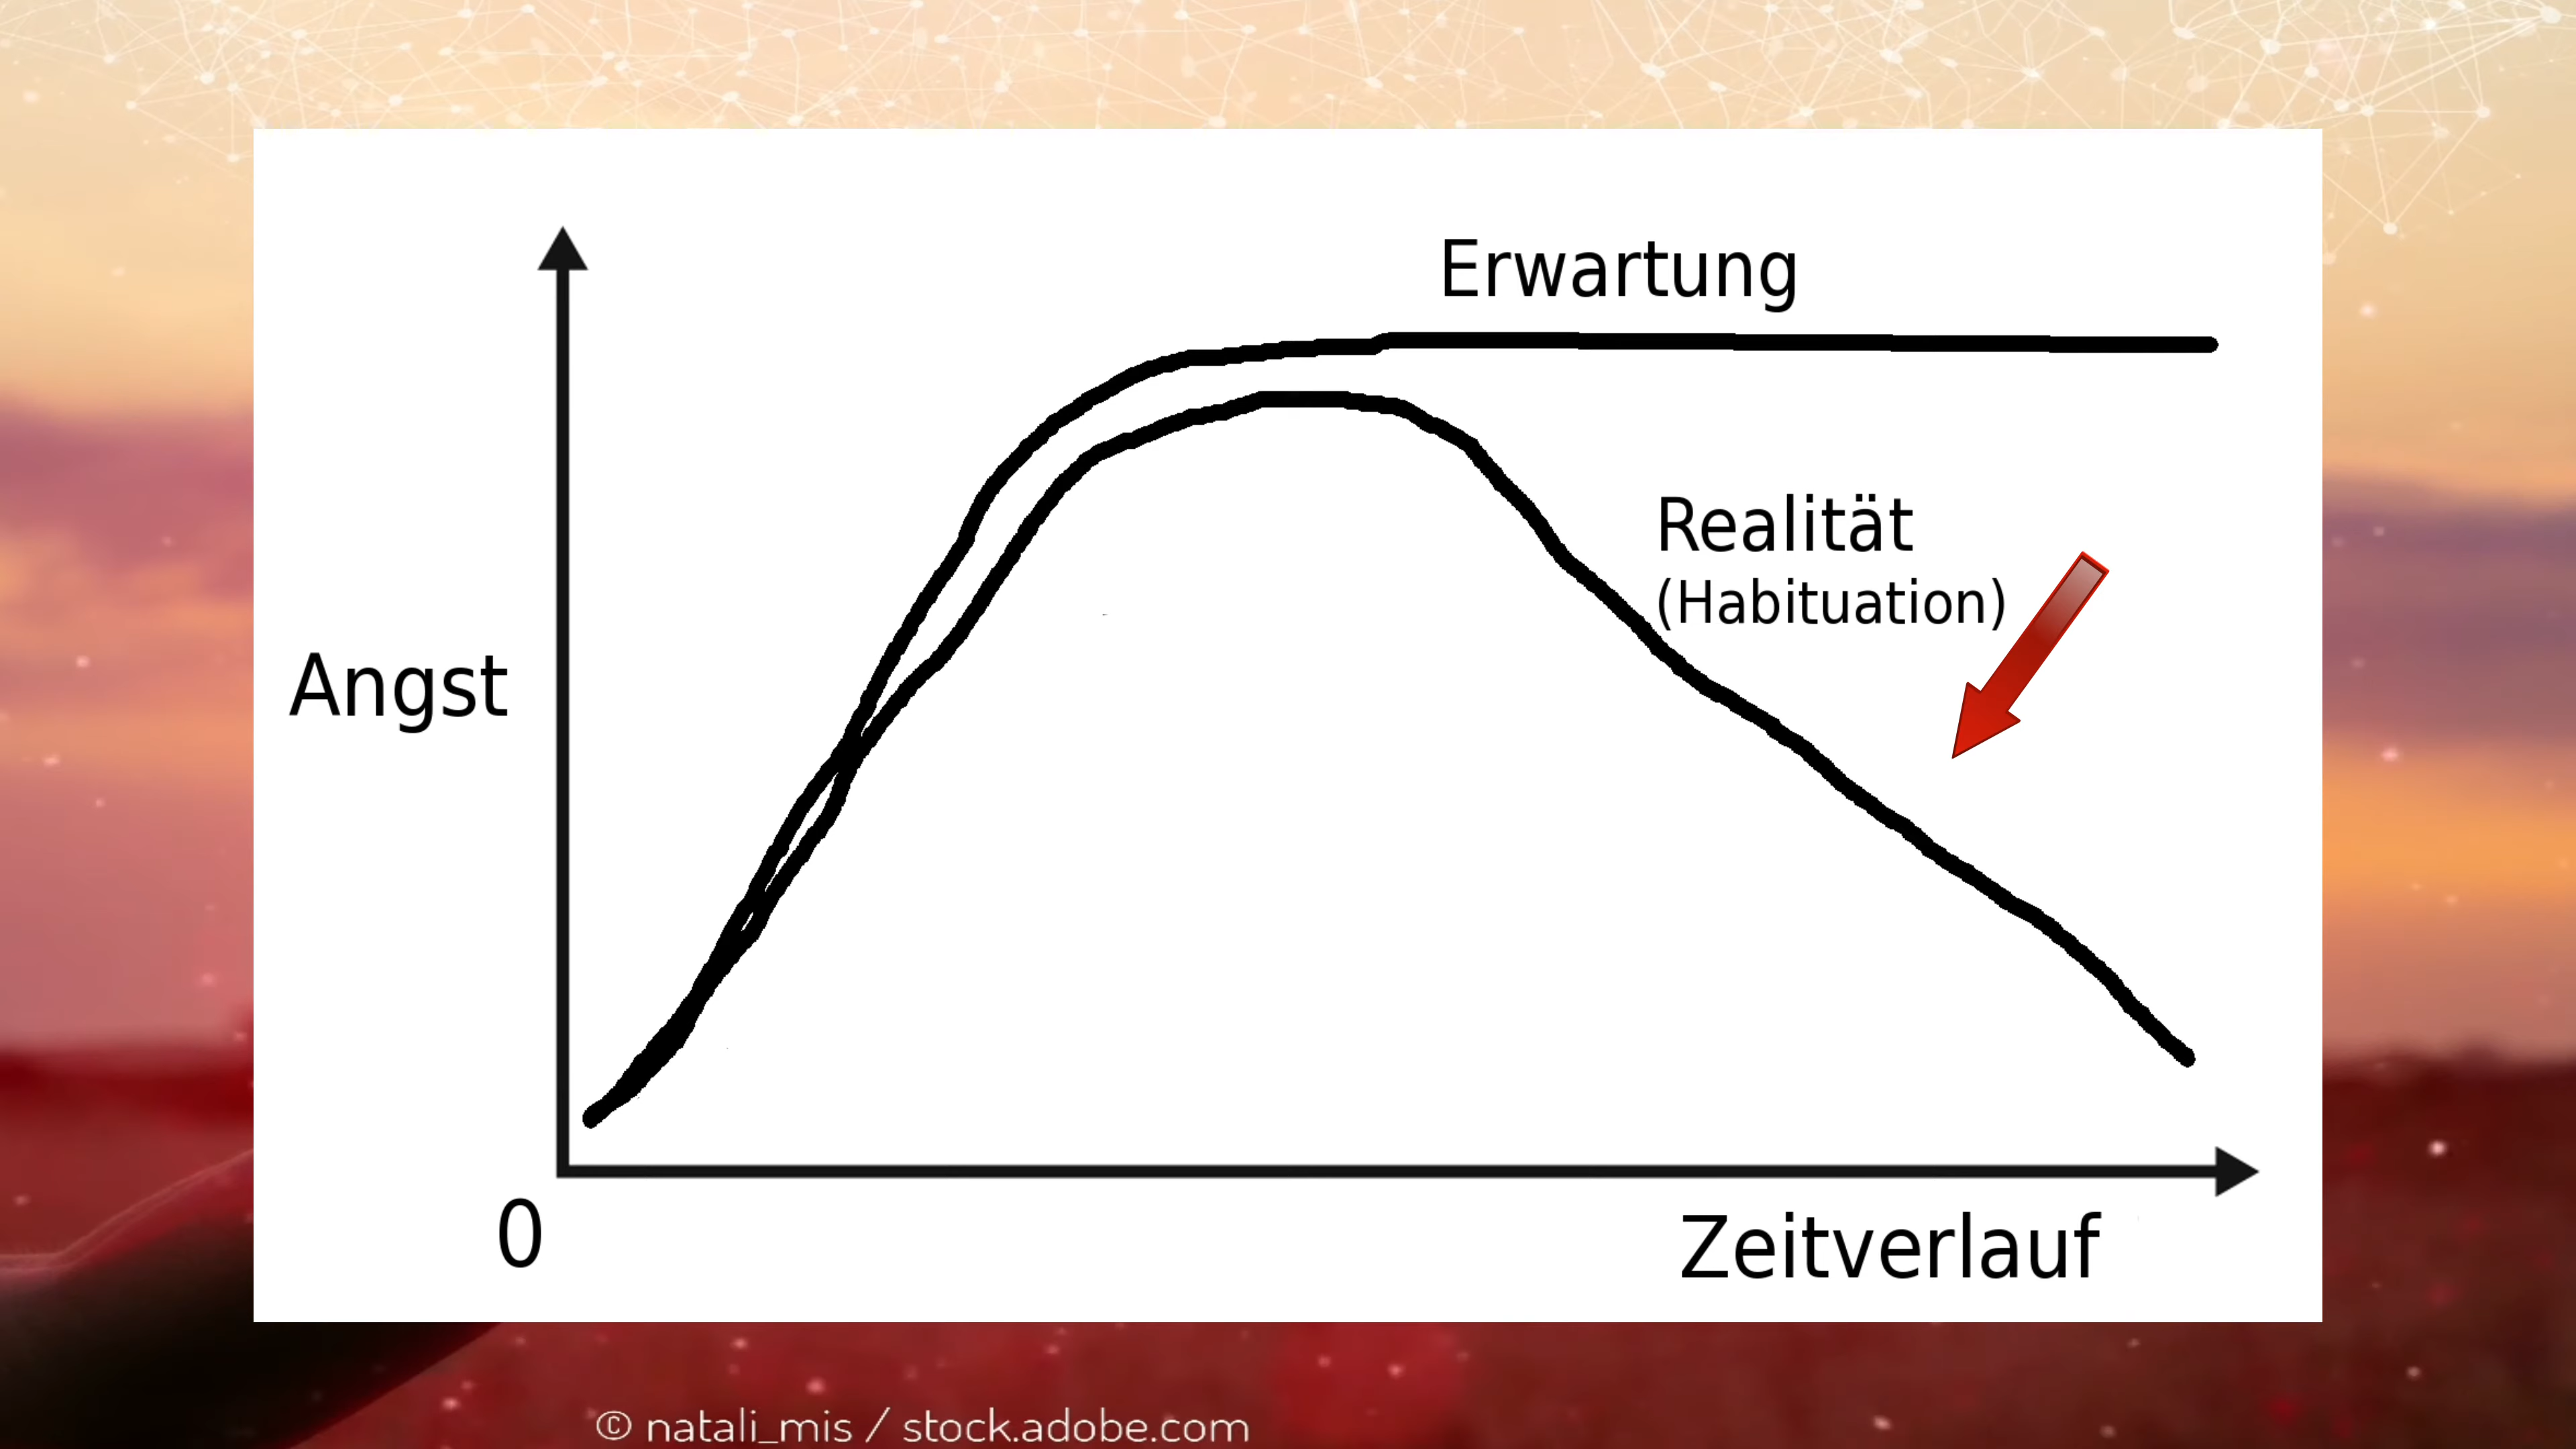 Erwartung
Realität
(Habituation)
Angst
0
Zeitverlauf
© natali_mis / stock.adobe.com